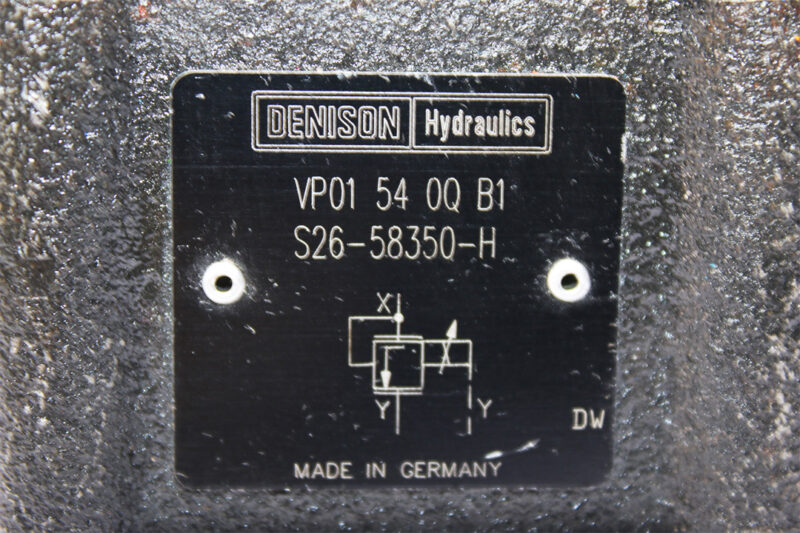 DENISON Hydraulics
VP01 54 0Q B1
S26-58350-H
X
Y Y
DW
MADE IN GERMANY